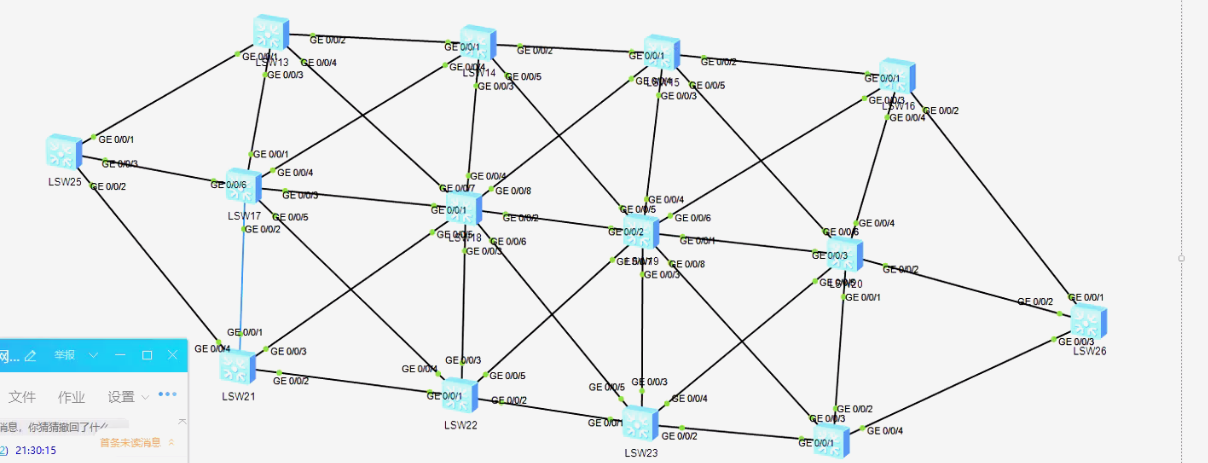 GE 0/0/2
GE 0/0/1
GE 0/0/2
GE 0/0/1
GE 0/0/2
GE 0/0/1
LSW13
GE 0/0/4
GE 0/0/3
LSW14
GE 0/0/5
GE 0/0/3
GE 0/0/1
GE 0/0/5
GE 0/0/3
GE 0/0/1
GE 0/0/3
LSW16
GE 0/0/2
GE 0/0/4
GE 0/0/1
GE 0/0/3
LSW25
GE 0/0/2
GE 0/0/1
GE 0/0/4
GE 0/0/6
GE 0/0/3
LSW17
GE 0/0/5
GE 0/0/2
GE 0/0/4
GE 0/0/7
GE 0/0/8
GE 0/0/1
GE 0/0/2
LSW18
GE 0/0/6
GE 0/0/3
GE 0/0/4
GE 0/0/5
GE 0/0/6
GE 0/0/2
GE 0/0/1
LSW19
GE 0/0/8
GE 0/0/3
GE 0/0/4
GE 0/0/6
GE 0/0/3
GE 0/0/2
LSW20
GE 0/0/1
GE 0/0/2
GE 0/0/1
GE 0/0/3
LSW26
GE 0/0/1
GE 0/0/4
GE 0/0/3
GE 0/0/2
LSW21
GE 0/0/3
GE 0/0/4
GE 0/0/5
GE 0/0/1
GE 0/0/2
LSW22
GE 0/0/5
GE 0/0/3
GE 0/0/4
GE 0/0/1
GE 0/0/2
LSW23
GE 0/0/2
GE 0/0/3
GE 0/0/1
GE 0/0/4
网... 举报
文件 作业 设置 •••
消息、你猜猜撤回了什么
首条未读消息
2) 21:30:15